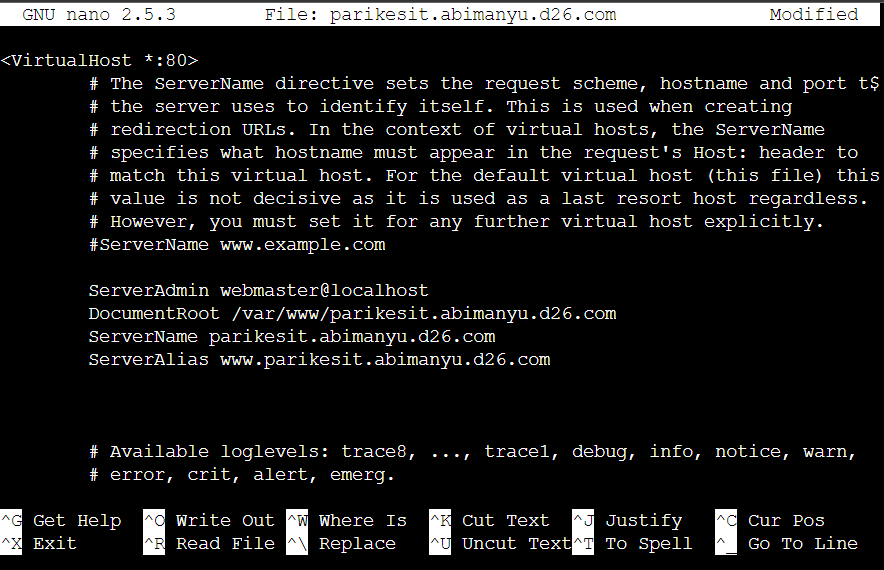 GNU nano 2.5.3 File: parikesit.abimanyu.d26.com Modified
<VirtualHost *:80>
# The ServerName directive sets the request scheme, hostname and port t$
# the server uses to identify itself. This is used when creating
# redirection URLs. In the context of virtual hosts, the ServerName
# specifies what hostname must appear in the request's Host: header to
# match this virtual host. For the default virtual host (this file) this
# value is not decisive as it is used as a last resort host regardless.
# However, you must set it for any further virtual host explicitly.
#ServerName www.example.com
ServerAdmin webmaster@localhost
DocumentRoot /var/www/parikesit.abimanyu.d26.com
ServerName parikesit.abimanyu.d26.com
ServerAlias www.parikesit.abimanyu.d26.com
# Available loglevels: trace8, ..., trace1, debug, info, notice, warn,
# error, crit, alert, emerg.
^G Get Help ^O Write Out ^W Where Is ^K Cut Text ^J Justify ^C Cur Pos
^X Exit ^R Read File ^\ Replace ^U Uncut Text ^T To Spell ^_ Go To Line